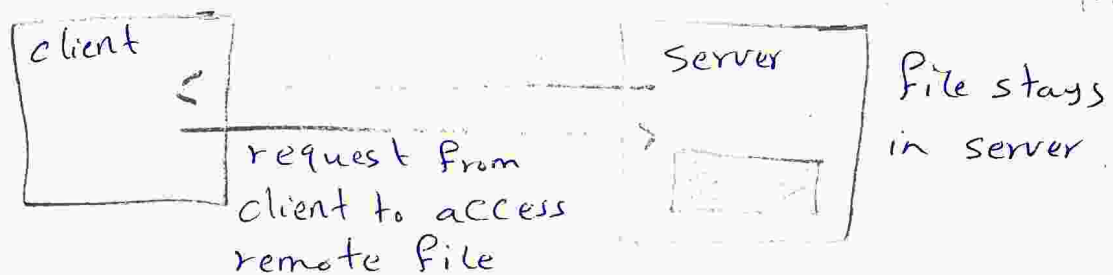 client
Server
file stays
in server
request from
client to access
remote file